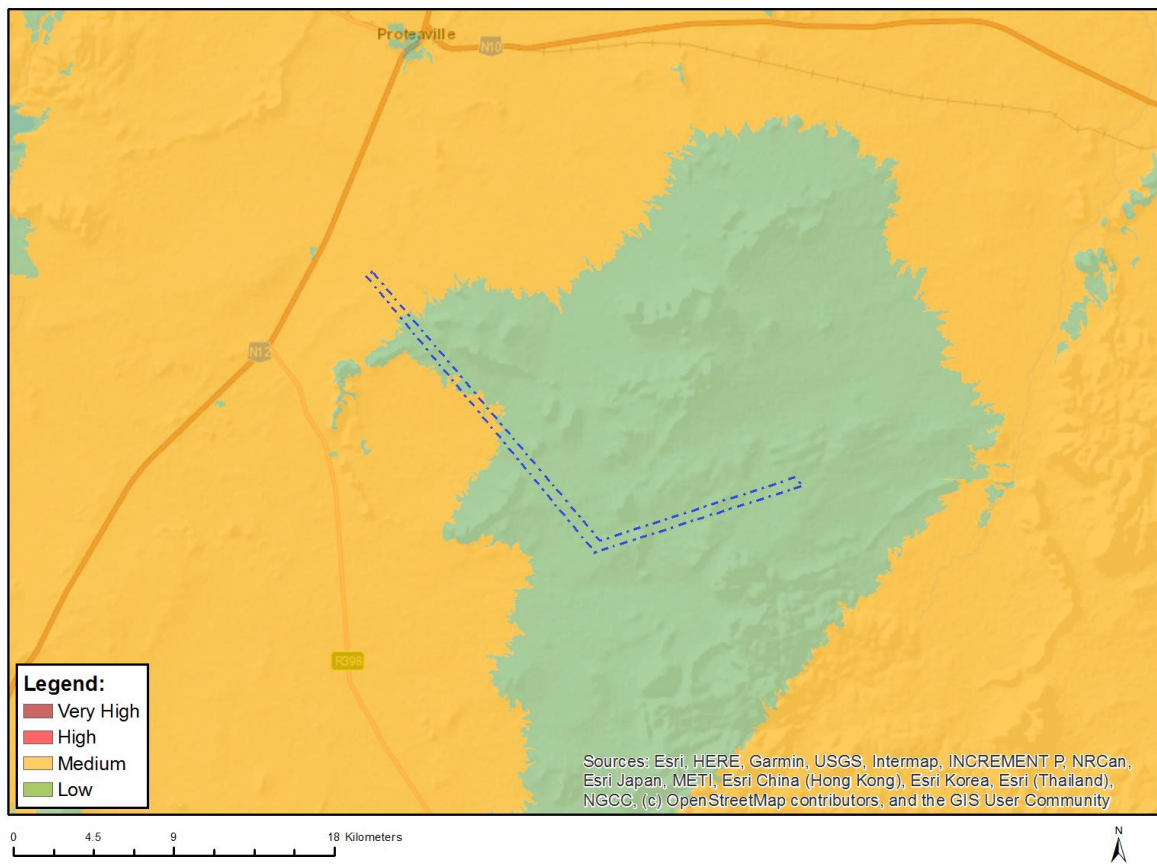 Proteaville
N10
N12
R398
Legend:
Very High
High
Medium
Low
Sources: Esri, HERE, Garmin, USGS, Intermap, INCREMENT P, NRCan,
Esri Japan, METI, Esri China (Hong Kong), Esri Korea, Esri (Thailand),
NGCC, (c) OpenStreetMap contributors, and the GIS User Community
0 4.5 9 18 Kilometers
N